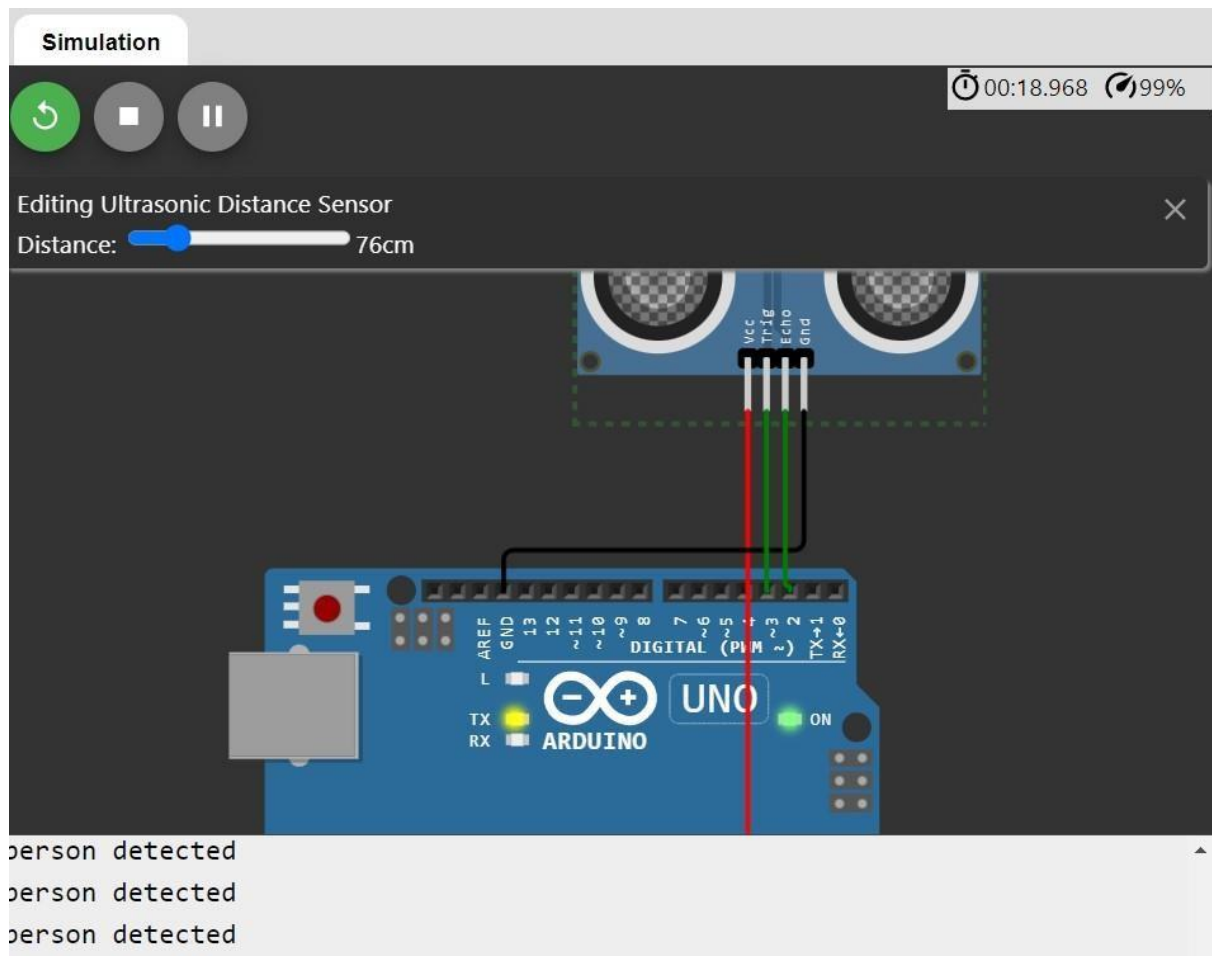 Simulation
00:18.968 99%
Editing Ultrasonic Distance Sensor
Distance: 76cm
Vcc
Trig
Echo
Gnd
AREF
GND
13
12
~11
~10
~9
8
7
~6
~5
4
~3
2
TX→1
RX←0
DIGITAL (PWM ~)
L
TX
RX
ARDUINO
UNO
ON
person detected
person detected
person detected